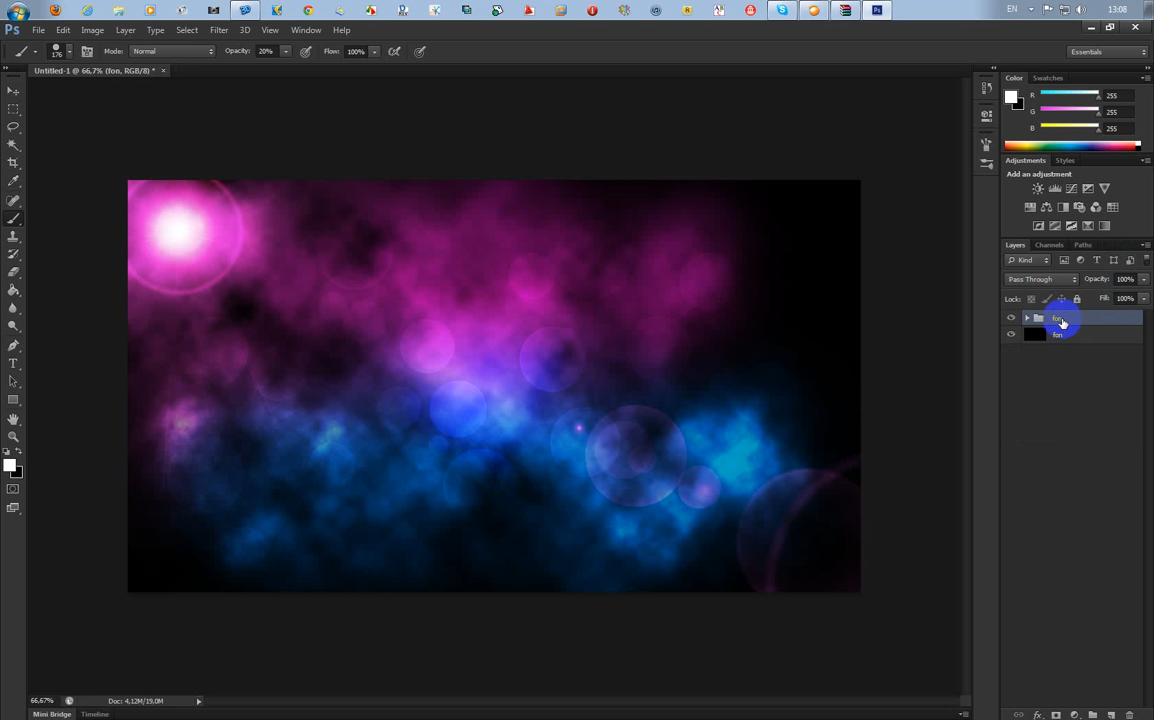 EN
13:08
Ps File Edit Image Layer Type Select Filter 3D View Window Help
176 Mode: Normal Opacity: 20% Flow: 100% Essentials
Untitled-1 @ 66,7% (fon, RGB/8) * ×
Color Swatches
R 255
G 255
B 255
Adjustments Styles
Add an adjustment
Layers Channels Paths
Kind
Pass Through Opacity: 100%
Lock: Fill: 100%
fon
fon
66,67% Doc: 4,12M/19,0M
Mini Bridge Timeline